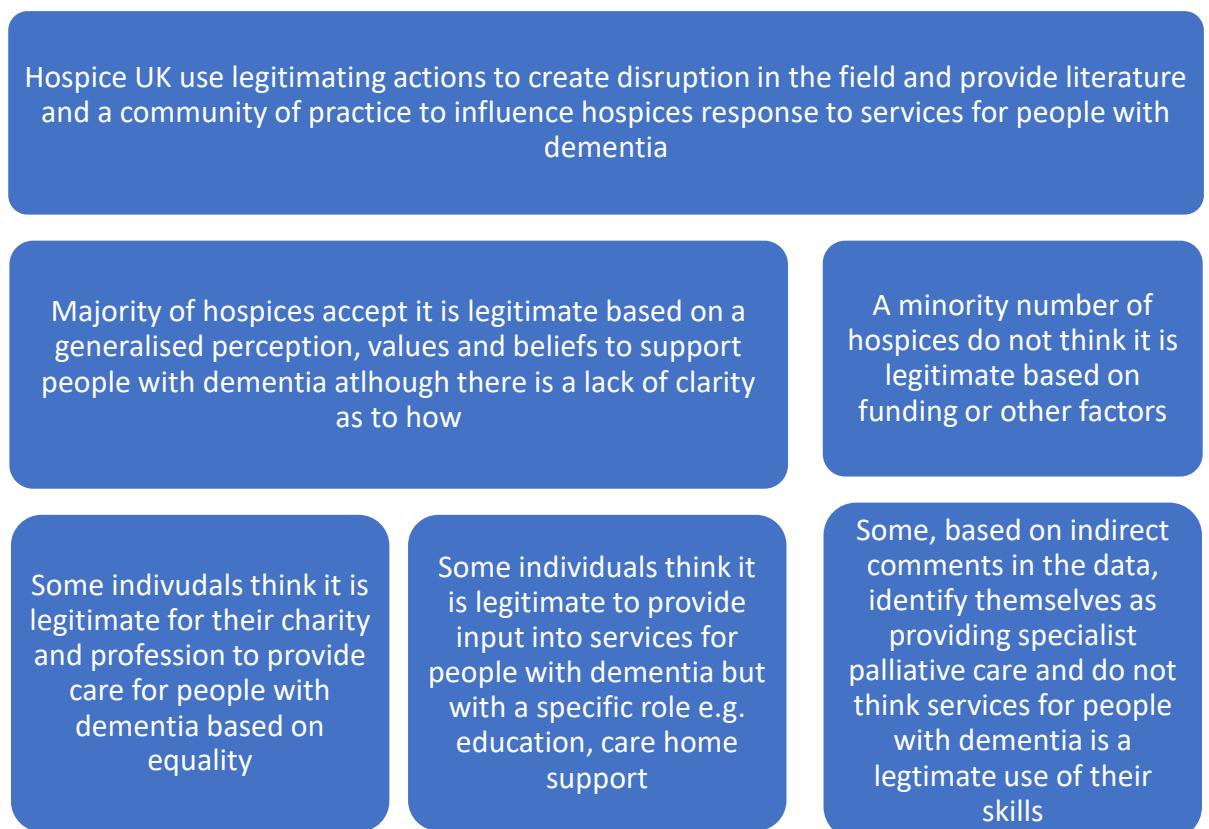 Hospice UK use legitimating actions to create disruption in the field and provide literature
and a community of practice to influence hospices response to services for people with
dementia
Majority of hospices accept it is legitimate based on a
generalised perception, values and beliefs to support
people with dementia atlhough there is a lack of clarity
as to how
A minority number of
hospices do not think it is
legitimate based on
funding or other factors
Some indivudals think it is
legitimate for their charity
and profession to provide
care for people with
dementia based on
equality
Some individuals think it
is legitimate to provide
input into services for
people with dementia but
with a specific role e.g.
education, care home
support
Some, based on indirect
comments in the data,
identify themselves as
providing specialist
palliative care and do not
think services for people
with dementia is a
legtimate use of their
skills